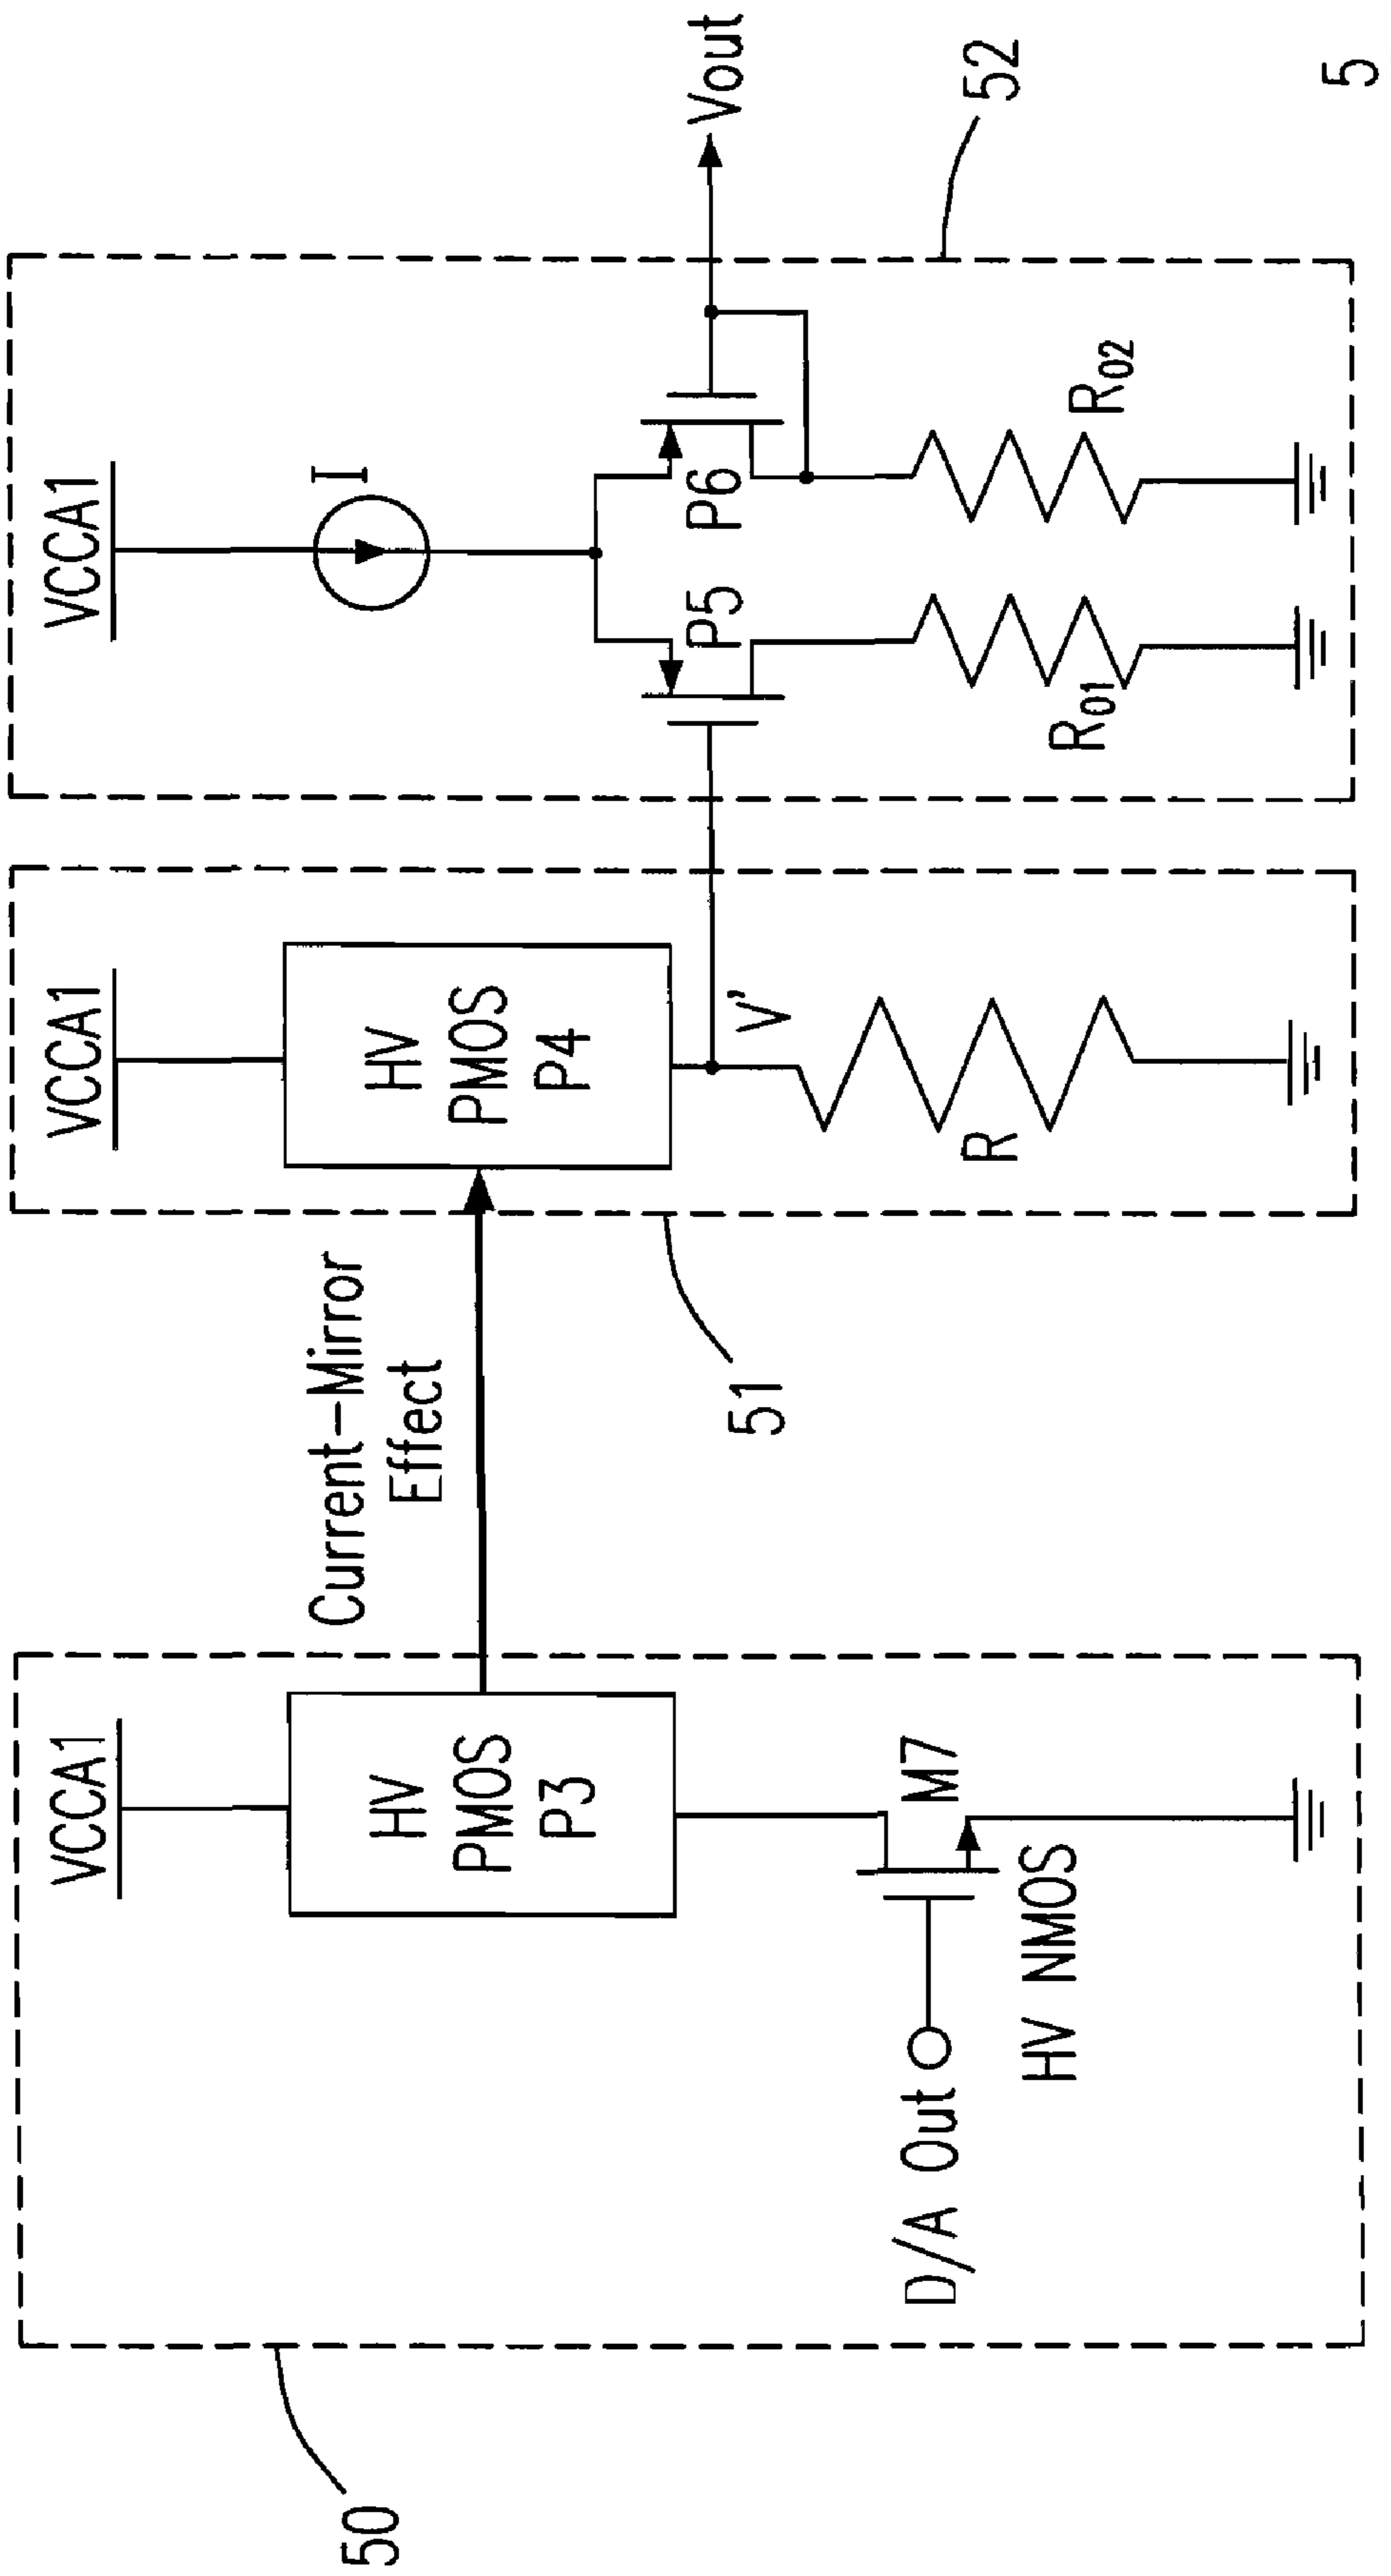 50
VCCA1
HV
PMOS
P3
D/A Out
M7
HV NMOS
Current-Mirror
Effect
51
VCCA1
HV
PMOS
P4
V'
R
VCCA1
I
P5
P6
R01
R02
Vout
52
5